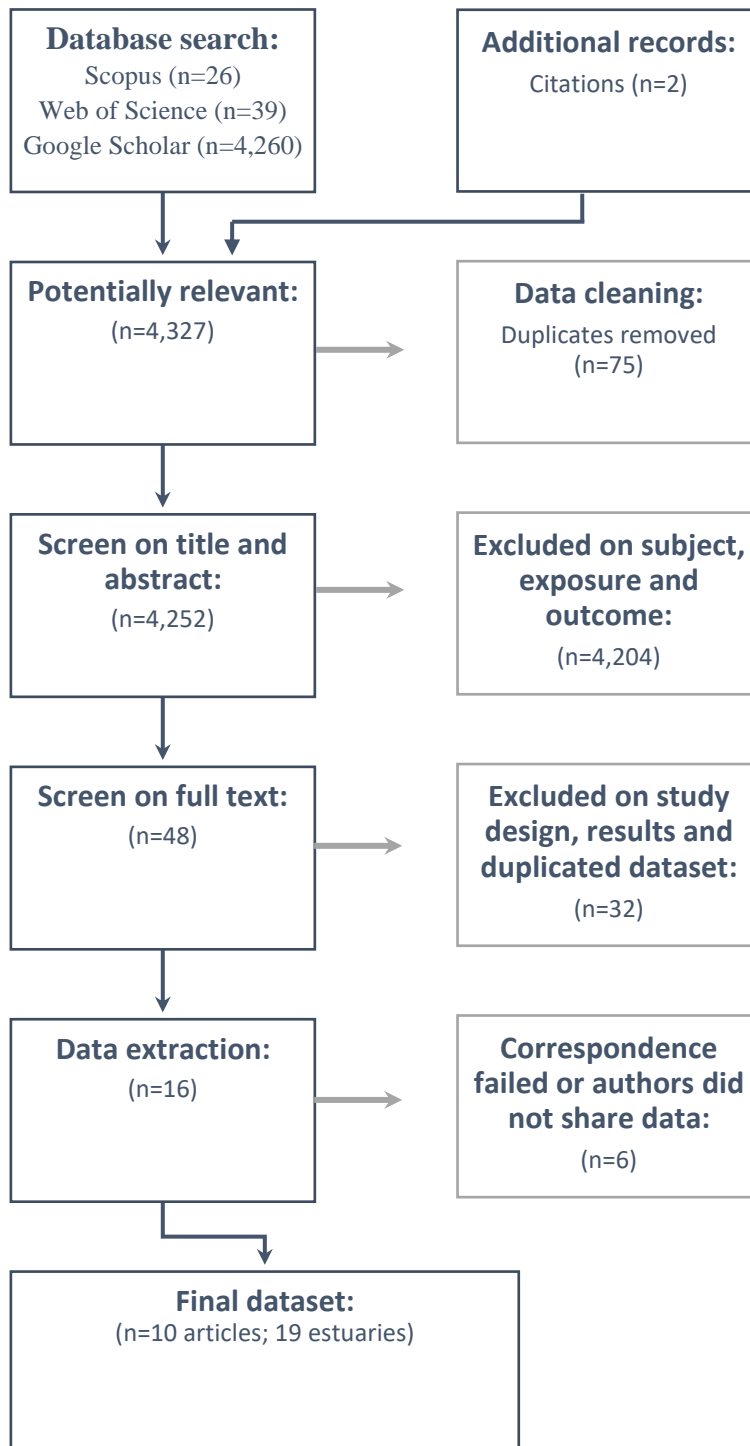 Database search:
Scopus (n=26)
Web of Science (n=39)
Google Scholar (n=4,260)
Additional records:
Citations (n=2)
Potentially relevant:
(n=4,327)
Data cleaning:
Duplicates removed
(n=75)
Screen on title and
abstract:
(n=4,252)
Excluded on subject,
exposure and
outcome:
(n=4,204)
Screen on full text:
(n=48)
Excluded on study
design, results and
duplicated dataset:
(n=32)
Data extraction:
(n=16)
Correspondence
failed or authors did
not share data:
(n=6)
Final dataset:
(n=10 articles; 19 estuaries)